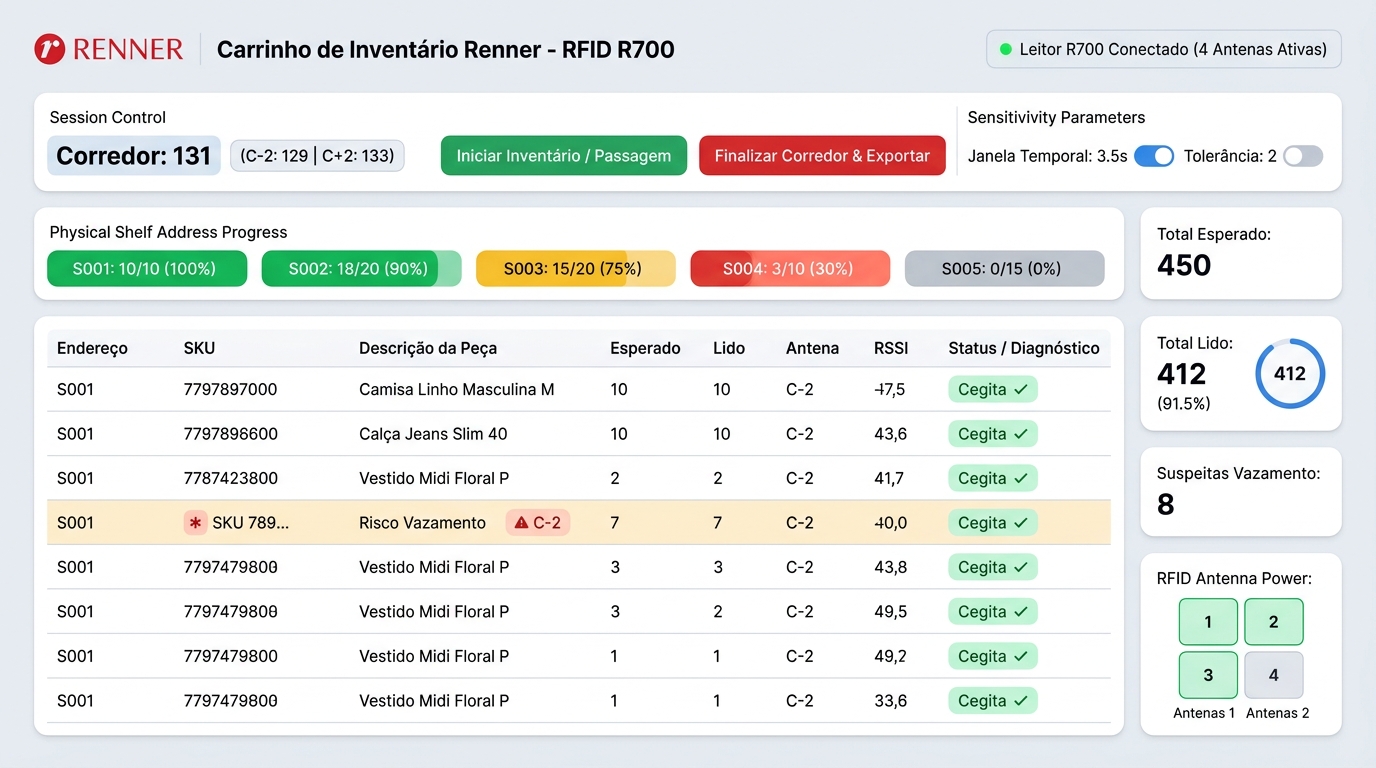 RENNER
Carrinho de Inventário Renner - RFID R700
Leitor R700 Conectado (4 Antenas Ativas)
Session Control
Corredor: 131
(C-2: 129 | C+2: 133)
Iniciar Inventário / Passagem
Finalizar Corredor & Exportar
Sensitivivity Parameters
Janela Temporal: 3.5s
Tolerância: 2
Physical Shelf Address Progress
S001: 10/10 (100%)
S002: 18/20 (90%)
S003: 15/20 (75%)
S004: 3/10 (30%)
S005: 0/15 (0%)
Total Esperado:
450
Endereço SKU Descrição da Peça Esperado Lido Antena RSSI Status / Diagnóstico
S001 7797897000 Camisa Linho Masculina M 10 10 C-2 -17,5 Cegita ✓
S001 7797896600 Calça Jeans Slim 40 10 10 C-2 43,6 Cegita ✓
S001 7787423800 Vestido Midi Floral P 2 2 C-2 41,7 Cegita ✓
S001 * SKU 789... Risco Vazamento C-2 7 7 C-2 -10,0 Cegita ✓
S001 7797479800 Vestido Midi Floral P 3 3 C-2 43,8 Cegita ✓
S001 7797479800 Vestido Midi Floral P 3 2 C-2 49,5 Cegita ✓
S001 7797479800 Vestido Midi Floral P 1 1 C-2 49,2 Cegita ✓
S001 7797479800 Vestido Midi Floral P 1 1 C-2 33,6 Cegita ✓
Total Lido:
412
(91.5%)
412
Suspeitas Vazamento:
8
RFID Antenna Power:
1 2
3 4
Antenas 1 Antenas 2